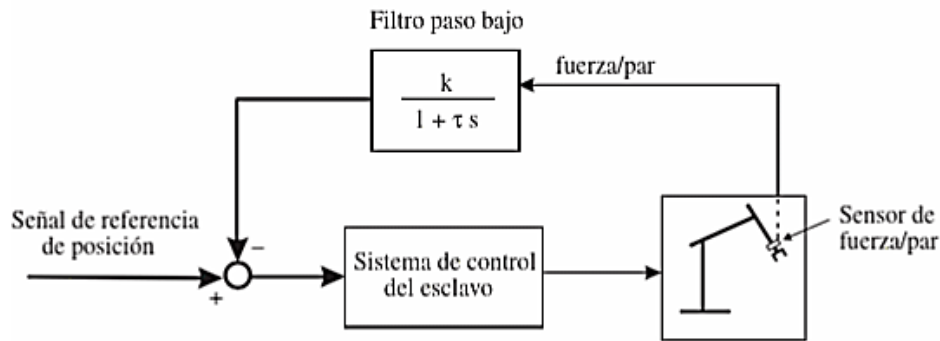 Filtro paso bajo
fuerza/par
k
1 + τ s
Señal de referencia
de posición
−
+
Sistema de control
del esclavo
Sensor de
fuerza/par